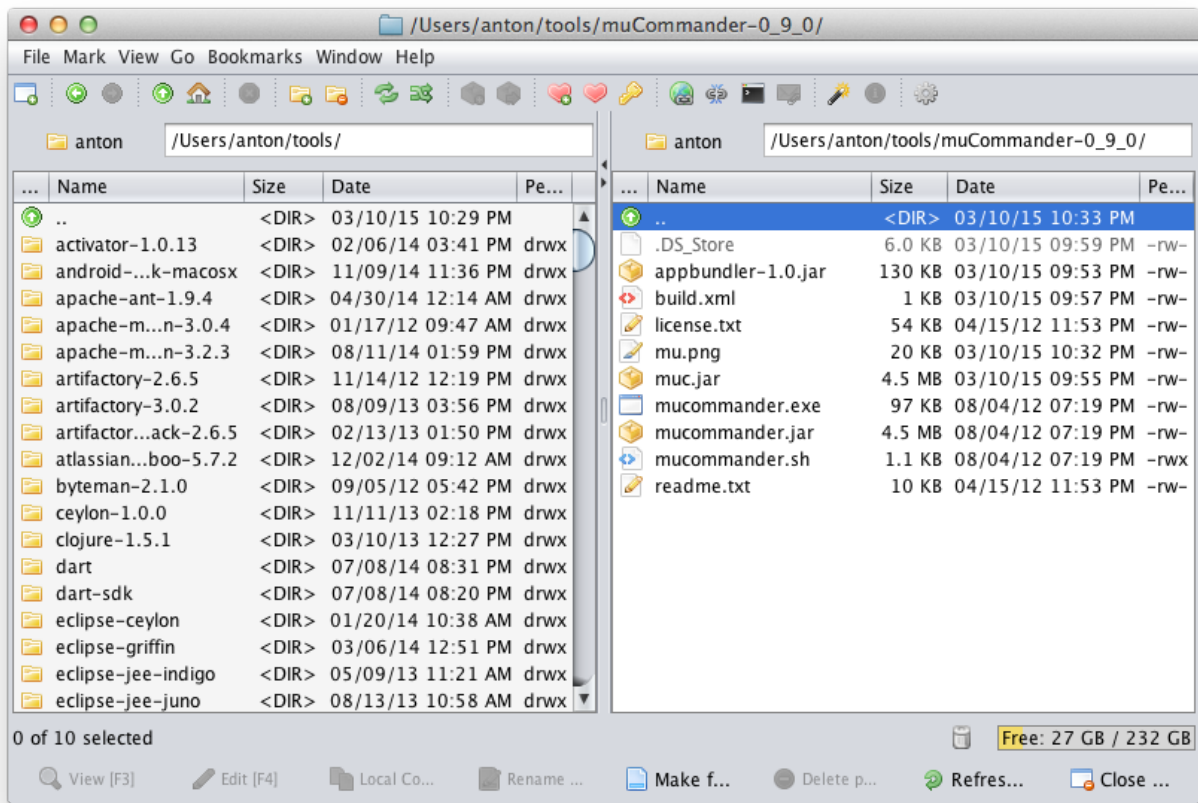 /Users/anton/tools/muCommander-0_9_0/
File Mark View Go Bookmarks Window Help
anton /Users/anton/tools/
... Name Size Date Pe...
.. <DIR> 03/10/15 10:29 PM
activator-1.0.13 <DIR> 02/06/14 03:41 PM drwx
android-...k-macosx <DIR> 11/09/14 11:36 PM drwx
apache-ant-1.9.4 <DIR> 04/30/14 12:14 AM drwx
apache-m...n-3.0.4 <DIR> 01/17/12 09:47 AM drwx
apache-m...n-3.2.3 <DIR> 08/11/14 01:59 PM drwx
artifactory-2.6.5 <DIR> 11/14/12 12:19 PM drwx
artifactory-3.0.2 <DIR> 08/09/13 03:56 PM drwx
artifactor...ack-2.6.5 <DIR> 02/13/13 01:50 PM drwx
atlassian...boo-5.7.2 <DIR> 12/02/14 09:12 AM drwx
byteman-2.1.0 <DIR> 09/05/12 05:42 PM drwx
ceylon-1.0.0 <DIR> 11/11/13 02:18 PM drwx
clojure-1.5.1 <DIR> 03/10/13 12:27 PM drwx
dart <DIR> 07/08/14 08:31 PM drwx
dart-sdk <DIR> 07/08/14 08:20 PM drwx
eclipse-ceylon <DIR> 01/20/14 10:38 AM drwx
eclipse-griffin <DIR> 03/06/14 12:51 PM drwx
eclipse-jee-indigo <DIR> 05/09/13 11:21 AM drwx
eclipse-jee-juno <DIR> 08/13/13 10:58 AM drwx
anton /Users/anton/tools/muCommander-0_9_0/
... Name Size Date Pe...
.. <DIR> 03/10/15 10:33 PM
.DS_Store 6.0 KB 03/10/15 09:59 PM -rw-
appbundler-1.0.jar 130 KB 03/10/15 09:53 PM -rw-
build.xml 1 KB 03/10/15 09:57 PM -rw-
license.txt 54 KB 04/15/12 11:53 PM -rw-
mu.png 20 KB 03/10/15 10:32 PM -rw-
muc.jar 4.5 MB 03/10/15 09:55 PM -rw-
mucommander.exe 97 KB 08/04/12 07:19 PM -rw-
mucommander.jar 4.5 MB 08/04/12 07:19 PM -rw-
mucommander.sh 1.1 KB 08/04/12 07:19 PM -rwx
readme.txt 10 KB 04/15/12 11:53 PM -rw-
0 of 10 selected Free: 27 GB / 232 GB
View [F3] Edit [F4] Local Co... Rename ... Make f... Delete p... Refres... Close ...